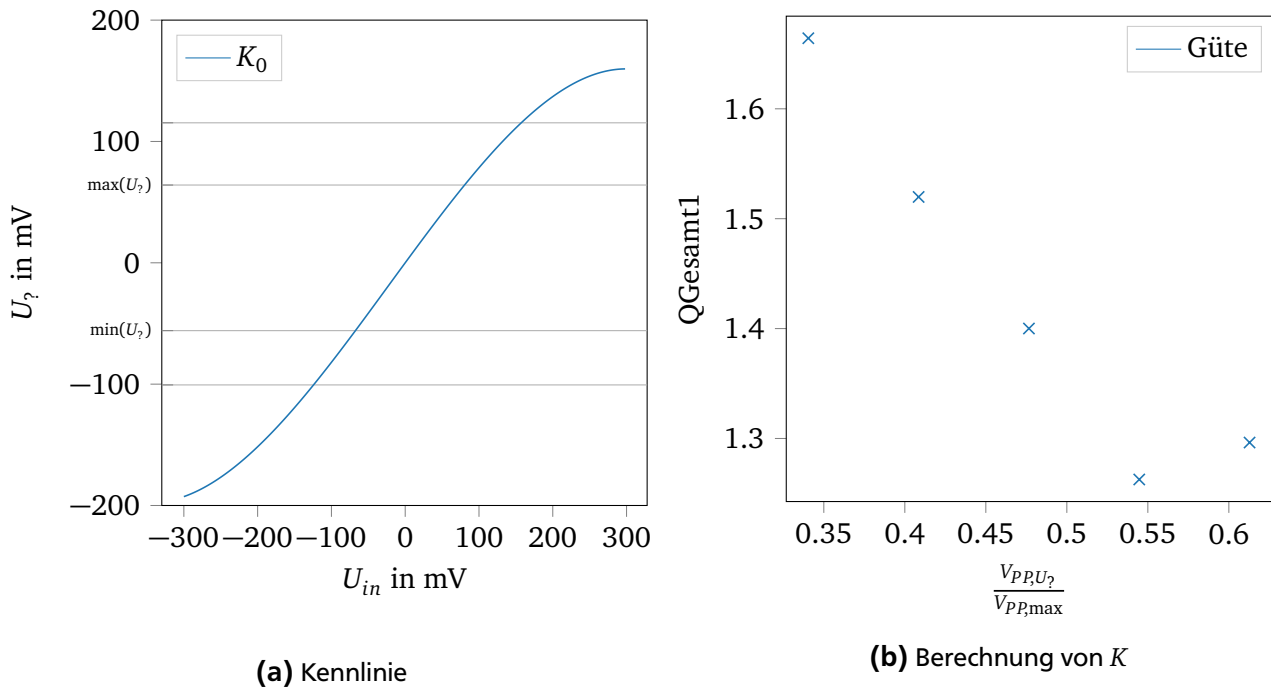 200
100
0
−100
−200
max(U?)
min(U?)
U? in mV
K0
−300 −200 −100 0 100 200 300
Uin in mV
(a) Kennlinie
1.6
1.5
1.4
1.3
QGesamt1
Güte
0.35 0.4 0.45 0.5 0.55 0.6
VPP,U?
VPP,max
(b) Berechnung von K